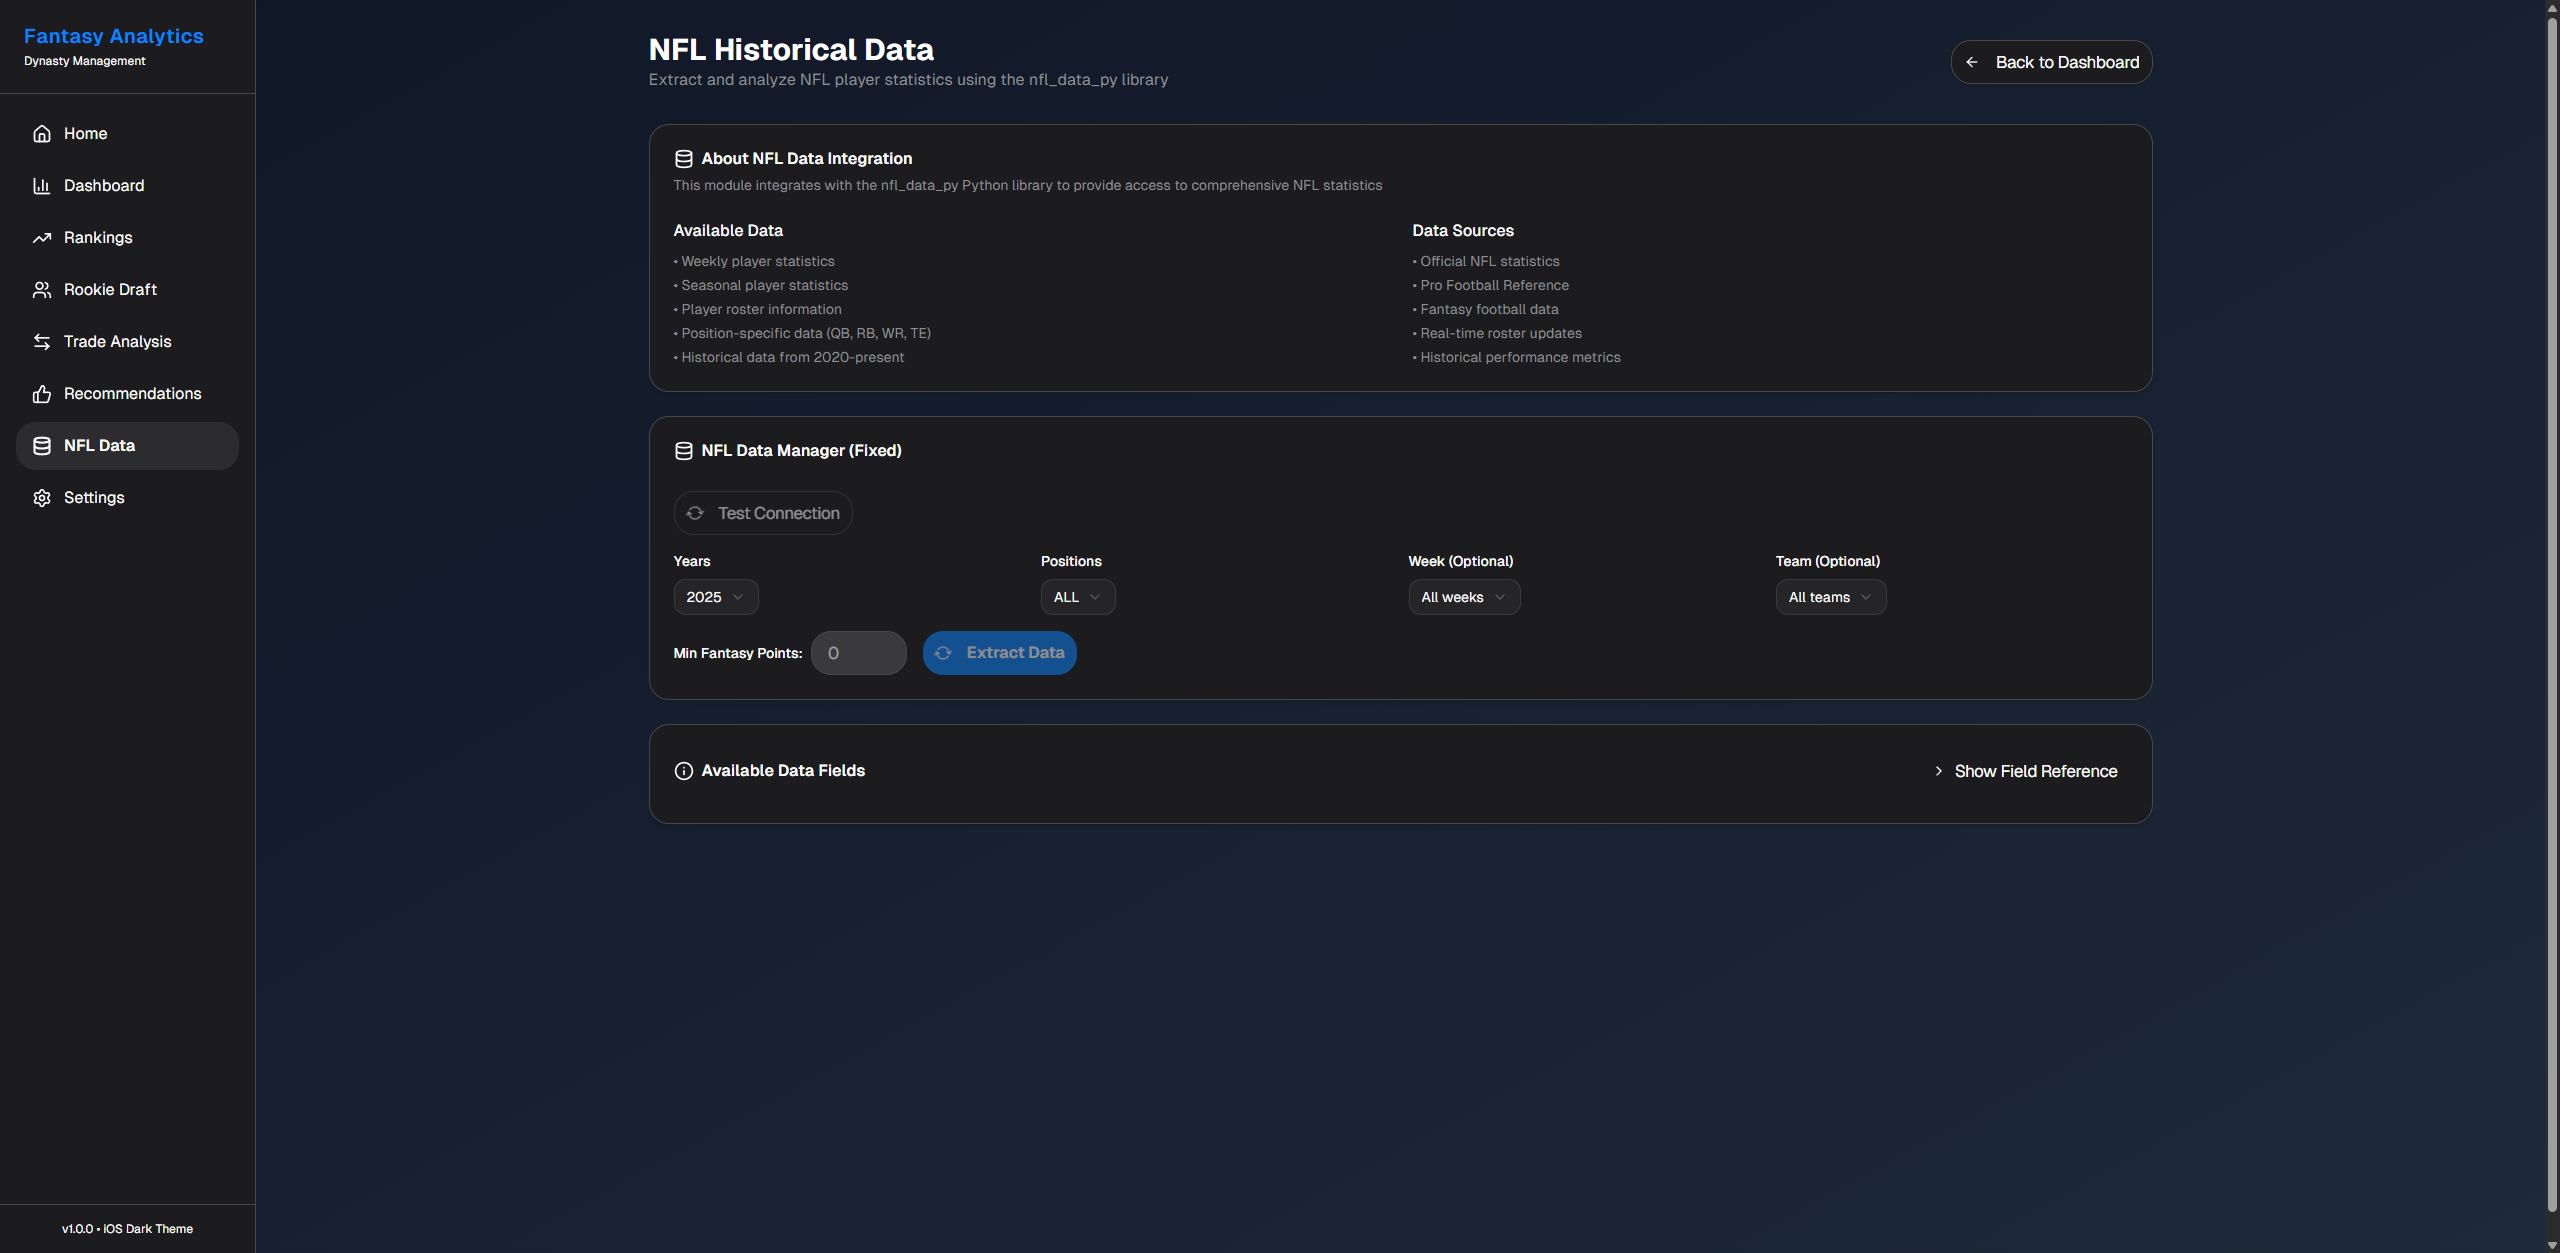 Fantasy Analytics
Dynasty Management
Home
Dashboard
Rankings
Rookie Draft
Trade Analysis
Recommendations
NFL Data
Settings
v1.0.0 • iOS Dark Theme
NFL Historical Data
Extract and analyze NFL player statistics using the nfl_data_py library
Back to Dashboard
About NFL Data Integration
This module integrates with the nfl_data_py Python library to provide access to comprehensive NFL statistics
Available Data
• Weekly player statistics
• Seasonal player statistics
• Player roster information
• Position-specific data (QB, RB, WR, TE)
• Historical data from 2020-present
Data Sources
• Official NFL statistics
• Pro Football Reference
• Fantasy football data
• Real-time roster updates
• Historical performance metrics
NFL Data Manager (Fixed)
Test Connection
Years
2025
Positions
ALL
Week (Optional)
All weeks
Team (Optional)
All teams
Min Fantasy Points: 0
Extract Data
Available Data Fields
Show Field Reference